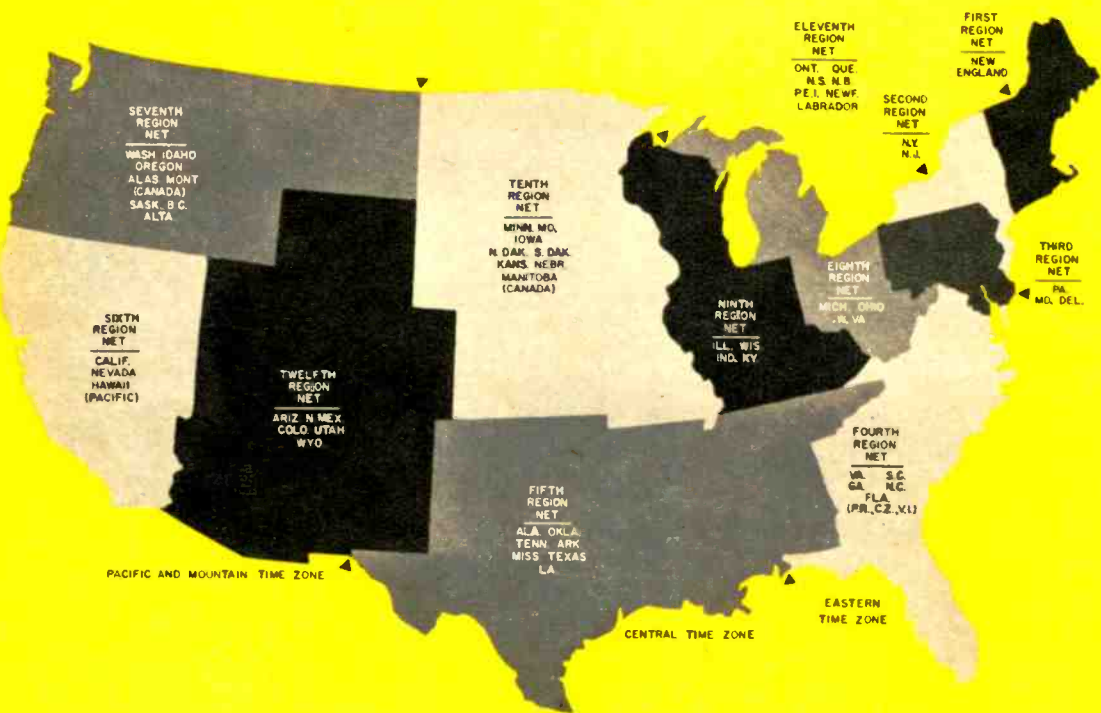 ELEVENTH
REGION
NET
ONT. QUE.
N.S. N.B.
P.E.I. NEWF.
LABRADOR
FIRST
REGION
NET
NEW
ENGLAND
SECOND
REGION
NET
N.Y.
N.J.
SEVENTH
REGION
NET
WASH. IDAHO
OREGON
ALAS. MONT.
(CANADA)
SASK. B.C.
ALTA.
TENTH
REGION
NET
MINN. MO.
IOWA
N. DAK. S. DAK.
KANS. NEBR.
MANITOBA
(CANADA)
THIRD
REGION
NET
PA.
MD. DEL.
EIGHTH
REGION
NET
MICH. OHIO
W. VA
NINTH
REGION
NET
ILL. WIS
IND. KY.
SIXTH
REGION
NET
CALIF.
NEVADA
HAWAII
(PACIFIC)
TWELFTH
REGION
NET
ARIZ. N. MEX.
COLO. UTAH
WYO.
FOURTH
REGION
NET
VA. S.C.
GA. N.C.
FLA.
(P.R., C.Z., V.I.)
FIFTH
REGION
NET
ALA. OKLA.
TENN. ARK.
MISS. TEXAS
LA.
PACIFIC AND MOUNTAIN TIME ZONE
CENTRAL TIME ZONE
EASTERN
TIME ZONE